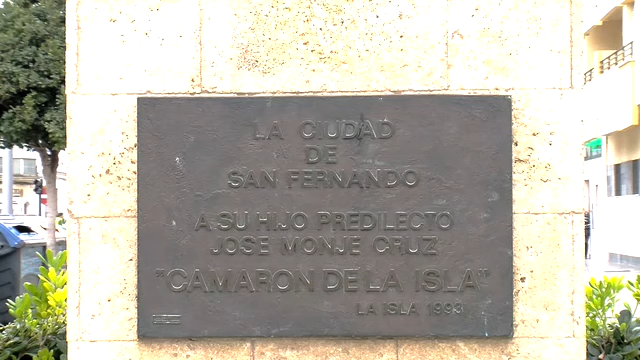 LA CIUDAD
DE
SAN FERNANDO
A SU HIJO PREDILECTO
JOSE MONJE CRUZ
"CAMARON DE LA ISLA"
LA ISLA 1993